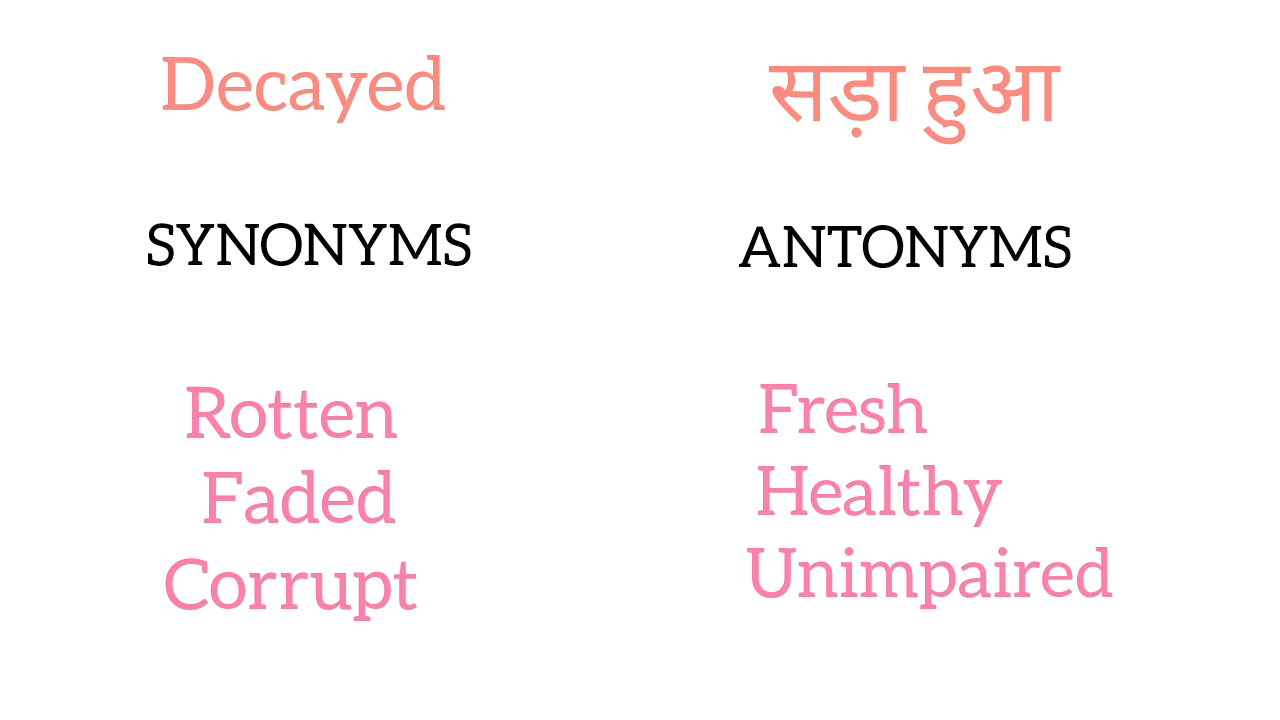 Decayed
सड़ा हुआ
SYNONYMS
ANTONYMS
Rotten
Faded
Corrupt
Fresh
Healthy
Unimpaired